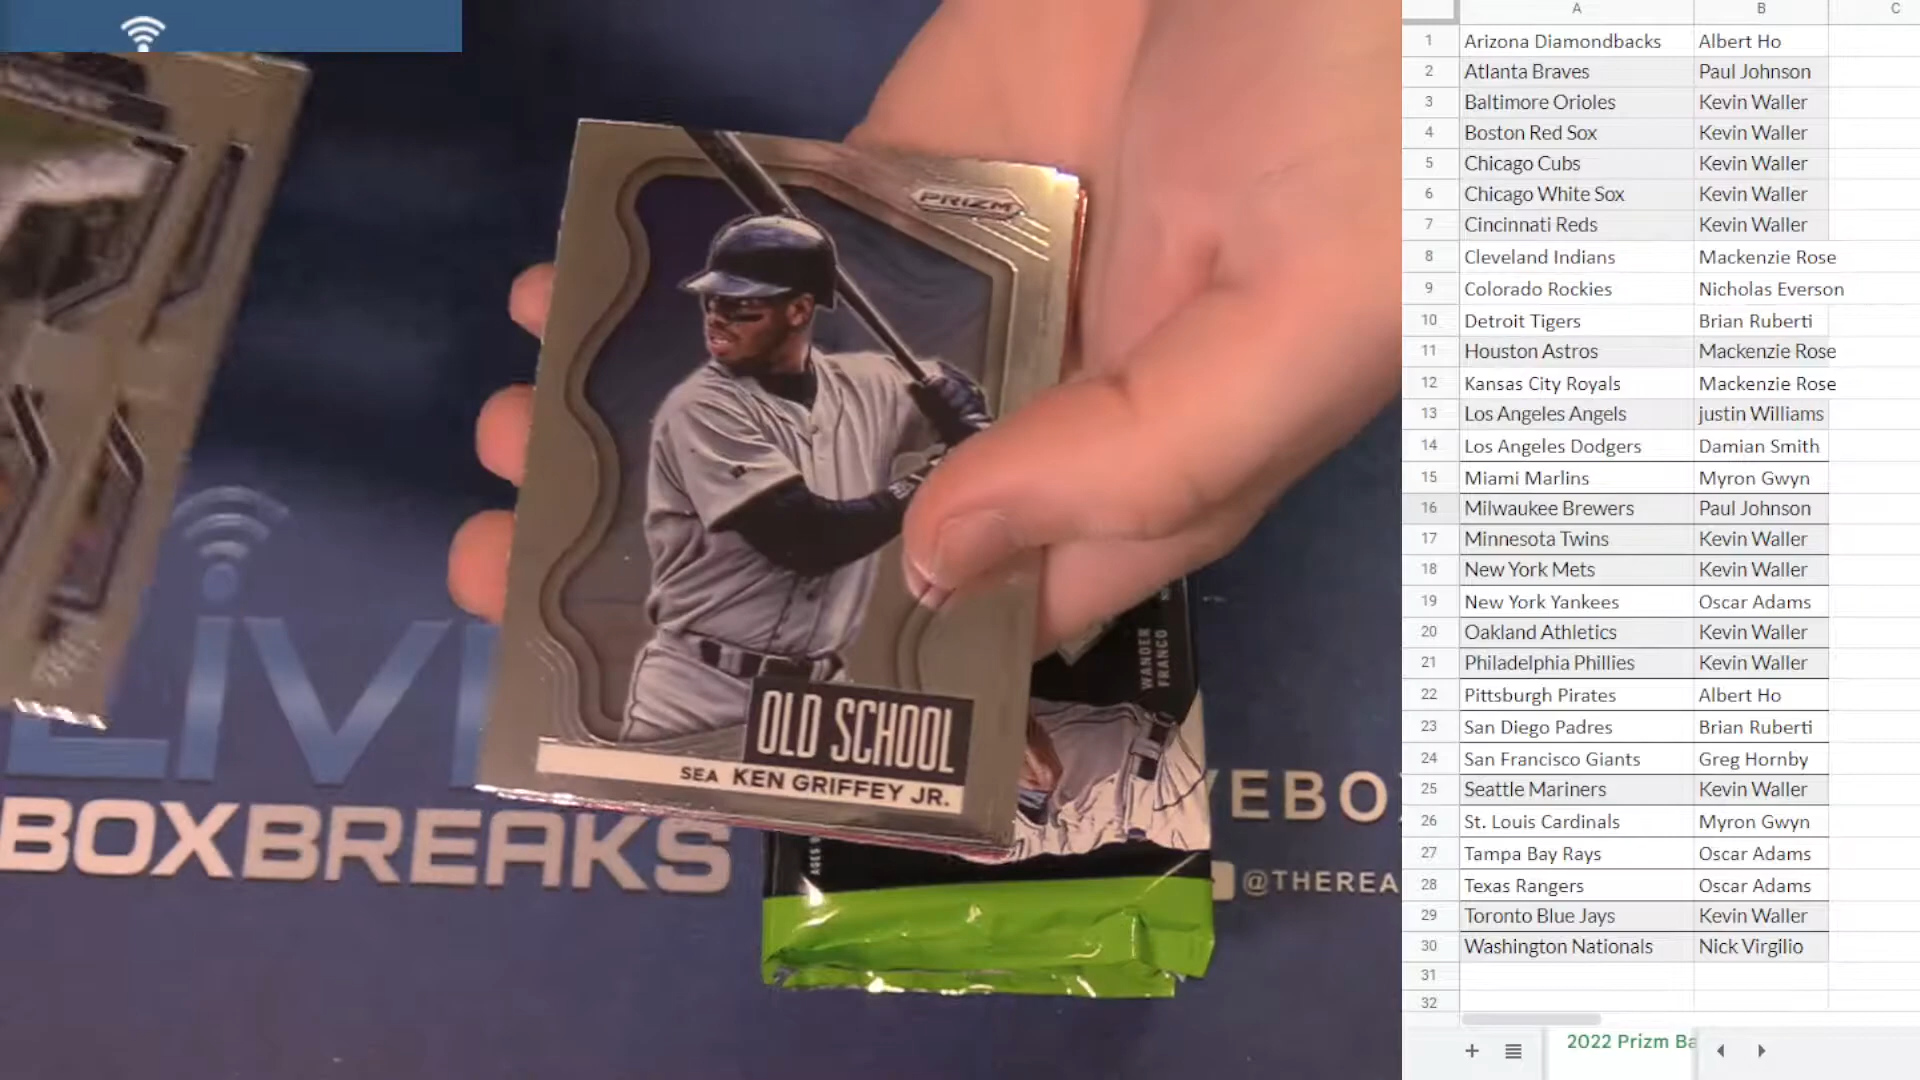 PRIZM
OLD SCHOOL
SEA KEN GRIFFEY JR.
WANDER
FRANCO
AGES
LIV
BOXBREAKS
VEBO
@THEREA
A B C
1 Arizona Diamondbacks Albert Ho
2 Atlanta Braves Paul Johnson
3 Baltimore Orioles Kevin Waller
4 Boston Red Sox Kevin Waller
5 Chicago Cubs Kevin Waller
6 Chicago White Sox Kevin Waller
7 Cincinnati Reds Kevin Waller
8 Cleveland Indians Mackenzie Rose
9 Colorado Rockies Nicholas Everson
10 Detroit Tigers Brian Ruberti
11 Houston Astros Mackenzie Rose
12 Kansas City Royals Mackenzie Rose
13 Los Angeles Angels justin Williams
14 Los Angeles Dodgers Damian Smith
15 Miami Marlins Myron Gwyn
16 Milwaukee Brewers Paul Johnson
17 Minnesota Twins Kevin Waller
18 New York Mets Kevin Waller
19 New York Yankees Oscar Adams
20 Oakland Athletics Kevin Waller
21 Philadelphia Phillies Kevin Waller
22 Pittsburgh Pirates Albert Ho
23 San Diego Padres Brian Ruberti
24 San Francisco Giants Greg Hornby
25 Seattle Mariners Kevin Waller
26 St. Louis Cardinals Myron Gwyn
27 Tampa Bay Rays Oscar Adams
28 Texas Rangers Oscar Adams
29 Toronto Blue Jays Kevin Waller
30 Washington Nationals Nick Virgilio
31
32
2022 Prizm Ba